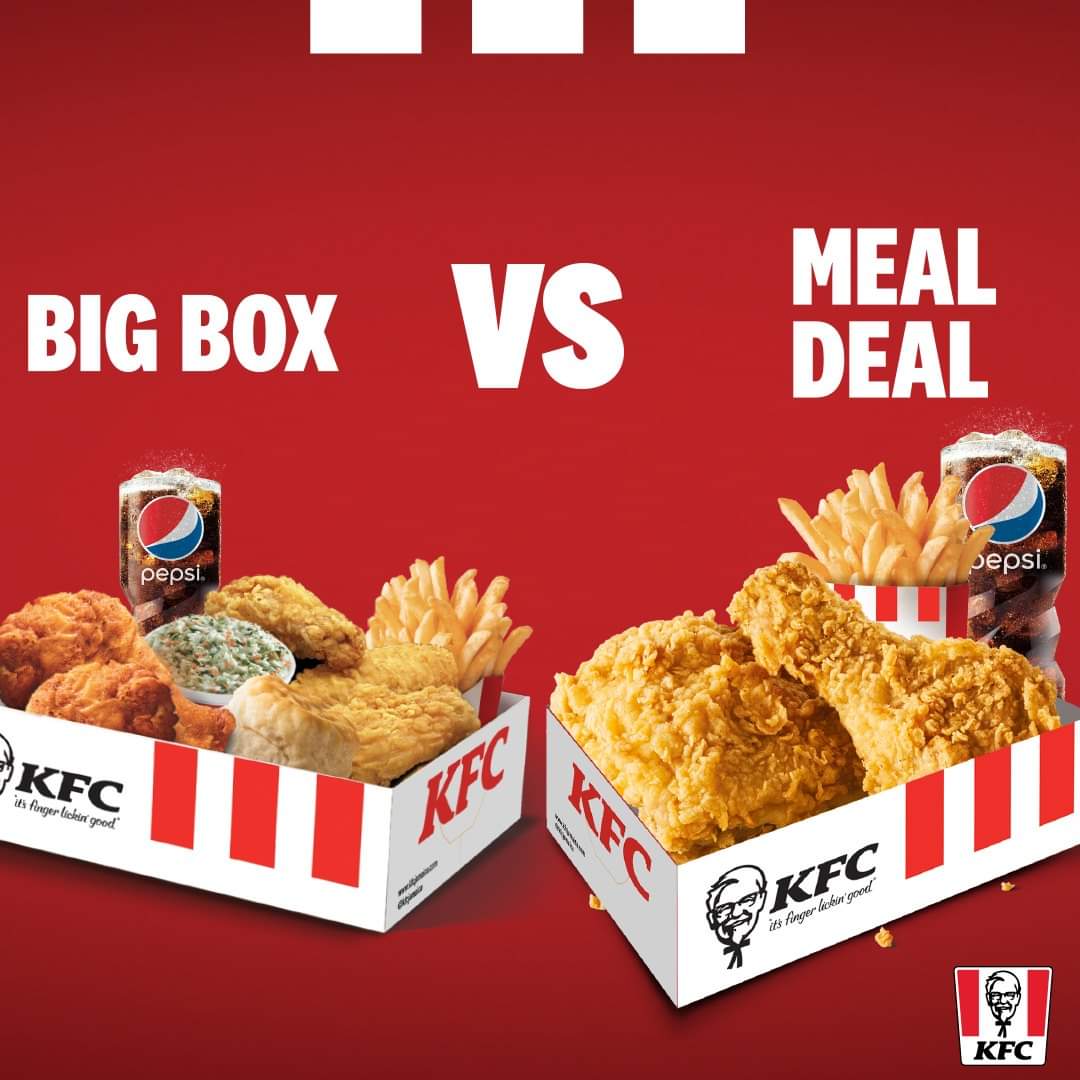 BIG BOX
VS
MEAL
DEAL
pepsi
pepsi
KFC
it's finger lickin' good
KFC
KFC
KFC
"it's finger lickin' good"
KFC